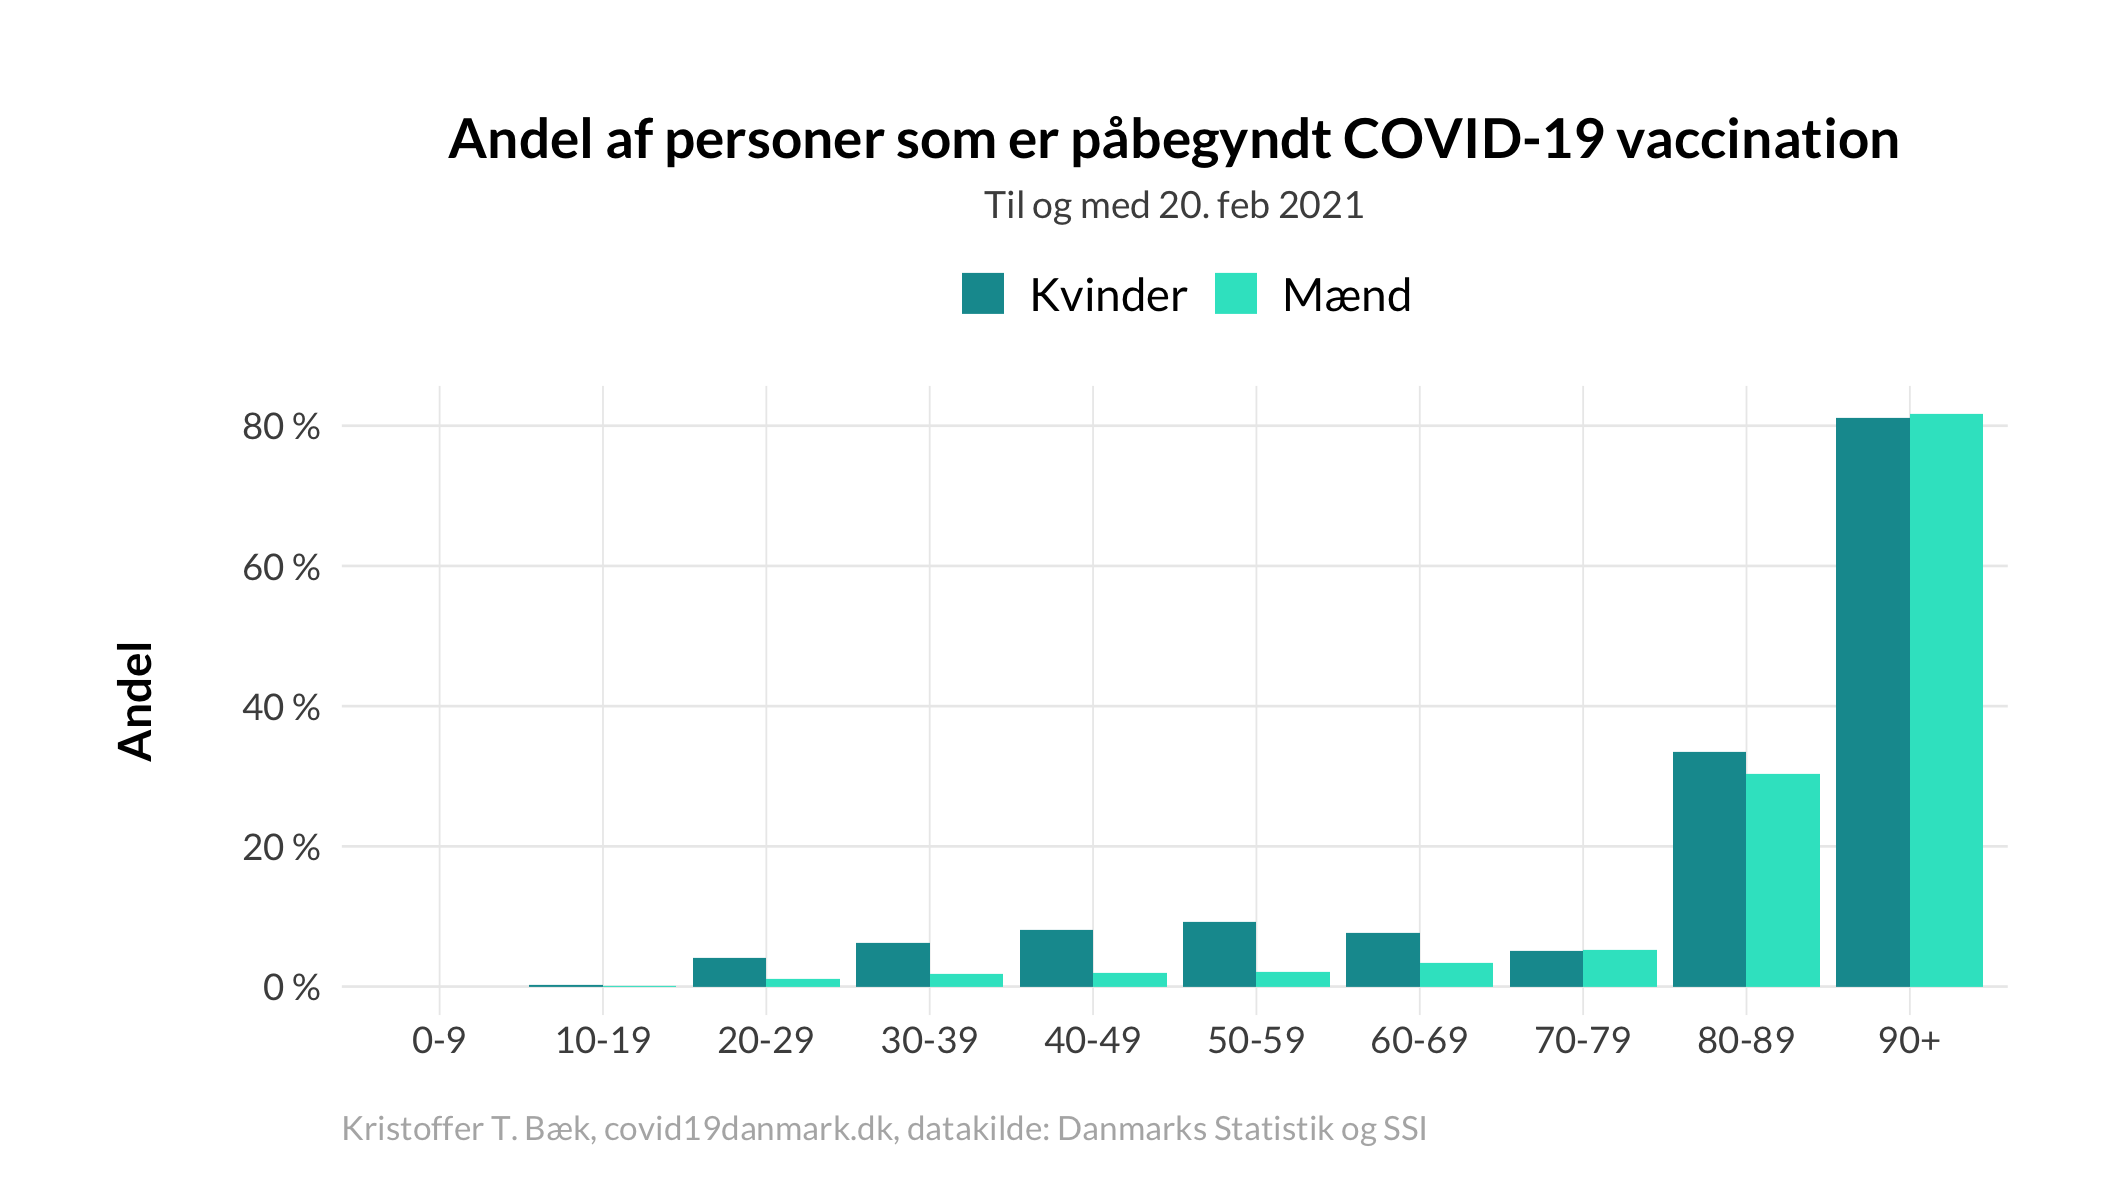 Andel af personer som er påbegyndt COVID-19 vaccination
Til og med 20. feb 2021
Kvinder Mænd
Andel
80 %
60 %
40 %
20 %
0 %
0-9 10-19 20-29 30-39 40-49 50-59 60-69 70-79 80-89 90+
Kristoffer T. Bæk, covid19danmark.dk, datakilde: Danmarks Statistik og SSI